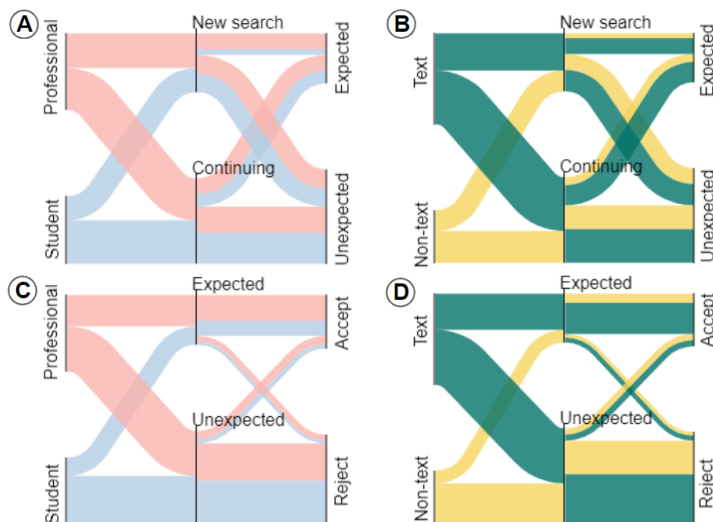 A
New search
Professional
Expected
Continuing
Student
Unexpected
B
New search
Text
Expected
Continuing
Non-text
Unexpected
C
Expected
Professional
Accept
Unexpected
Student
Reject
D
Expected
Text
Accept
Unexpected
Non-text
Reject